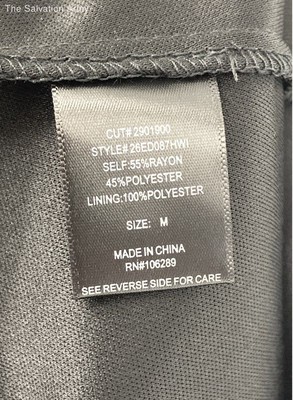 The Salvation Army
CUT# 2901900
STYLE# 26ED087HWI
SELF:55%RAYON
45%POLYESTER
LINING:100%POLYESTER
SIZE: M
MADE IN CHINA
RN#106289
SEE REVERSE SIDE FOR CARE